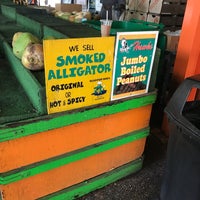 WE SELL
SMOKED
ALLIGATOR
ORIGINAL
OR
HOT & SPICY
Jumbo
Boiled
Peanuts